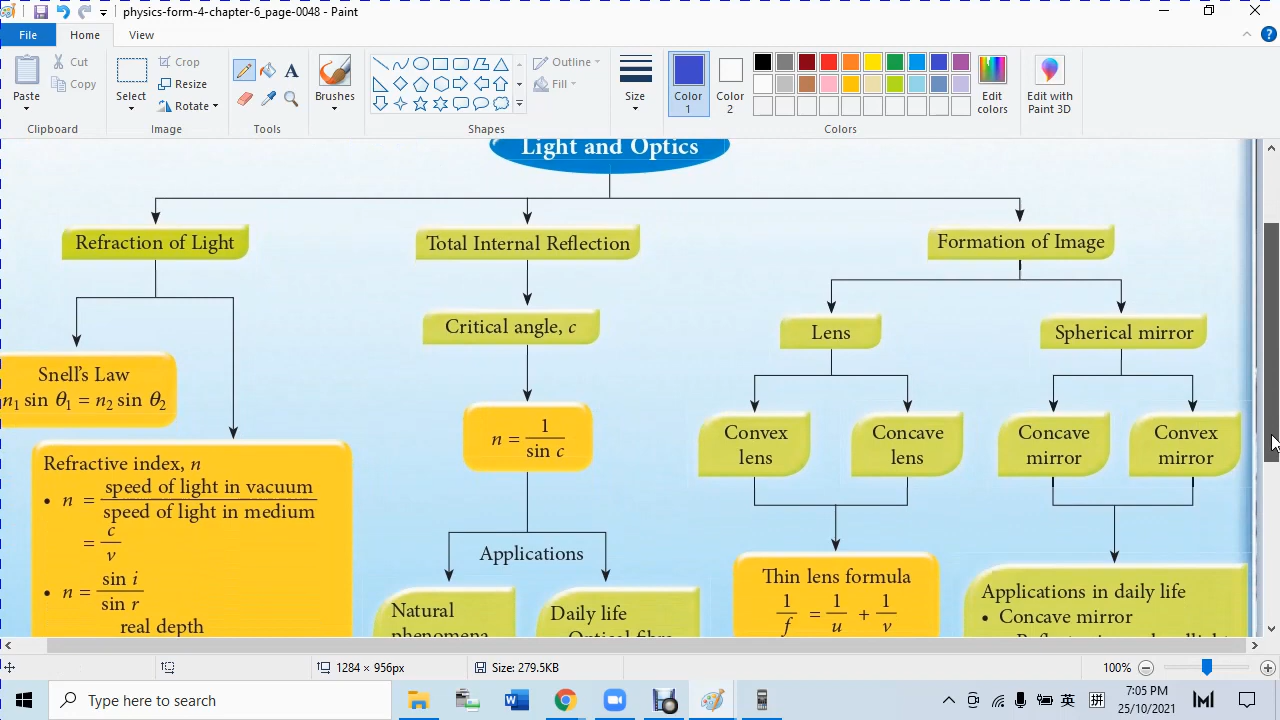 physics-form-4-chapter-6_page-0048 - Paint
File
Home
View
Paste
Cut
Copy
Clipboard
Select
Crop
Resize
Rotate
Image
A
Tools
Brushes
Outline
Fill
Shapes
Size
Color 1
Color 2
Edit colors
Colors
Edit with Paint 3D
Light and Optics
Refraction of Light
Total Internal Reflection
Formation of Image
Critical angle, c
Lens
Spherical mirror
Snell's Law
n₁ sin θ₁ = n₂ sin θ₂
n = 1 / sin c
Convex lens
Concave lens
Concave mirror
Convex mirror
Refractive index, n
• n = speed of light in vacuum / speed of light in medium
= c / v
• n = sin i / sin r
real depth
Applications
Natural phenomena
Daily life
Optical fibre
Thin lens formula
1/f = 1/u + 1/v
Applications in daily life
• Concave mirror
1284 × 956px
Size: 279.5KB
100%
Type here to search
英
拼
7:05 PM
25/10/2021